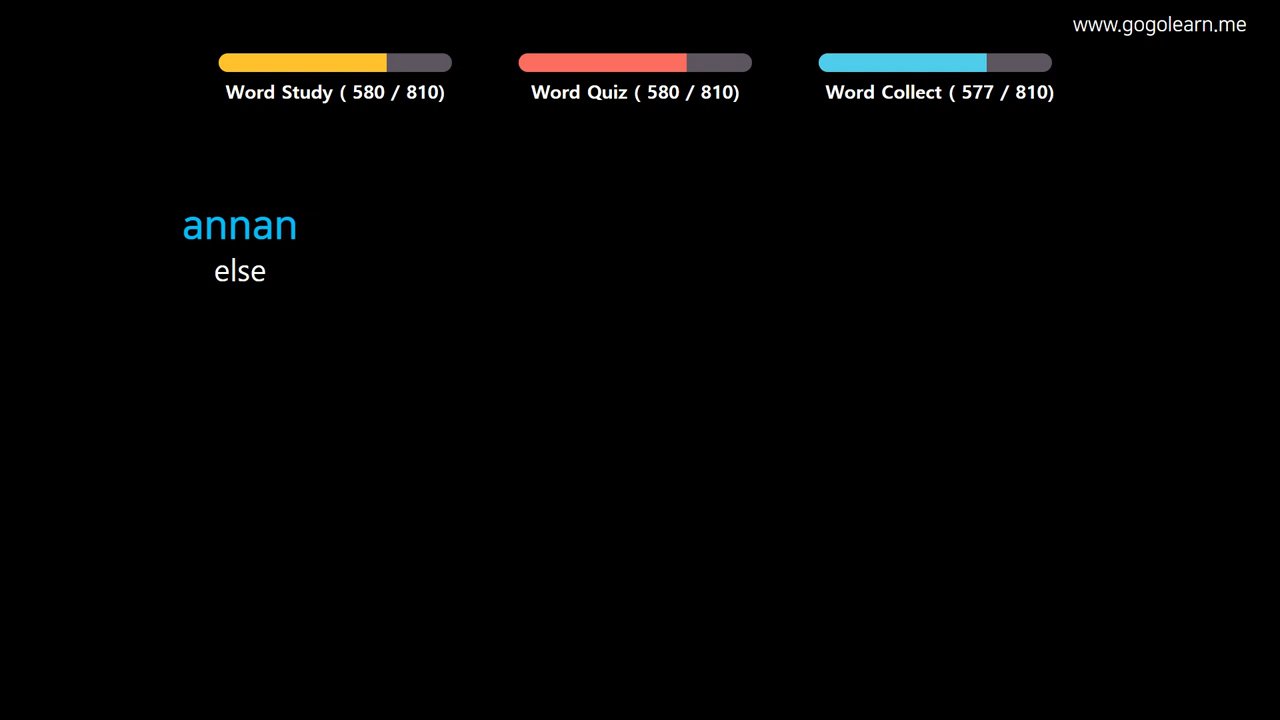 www.gogolearn.me
Word Study ( 580 / 810)
Word Quiz ( 580 / 810)
Word Collect ( 577 / 810)
annan
else